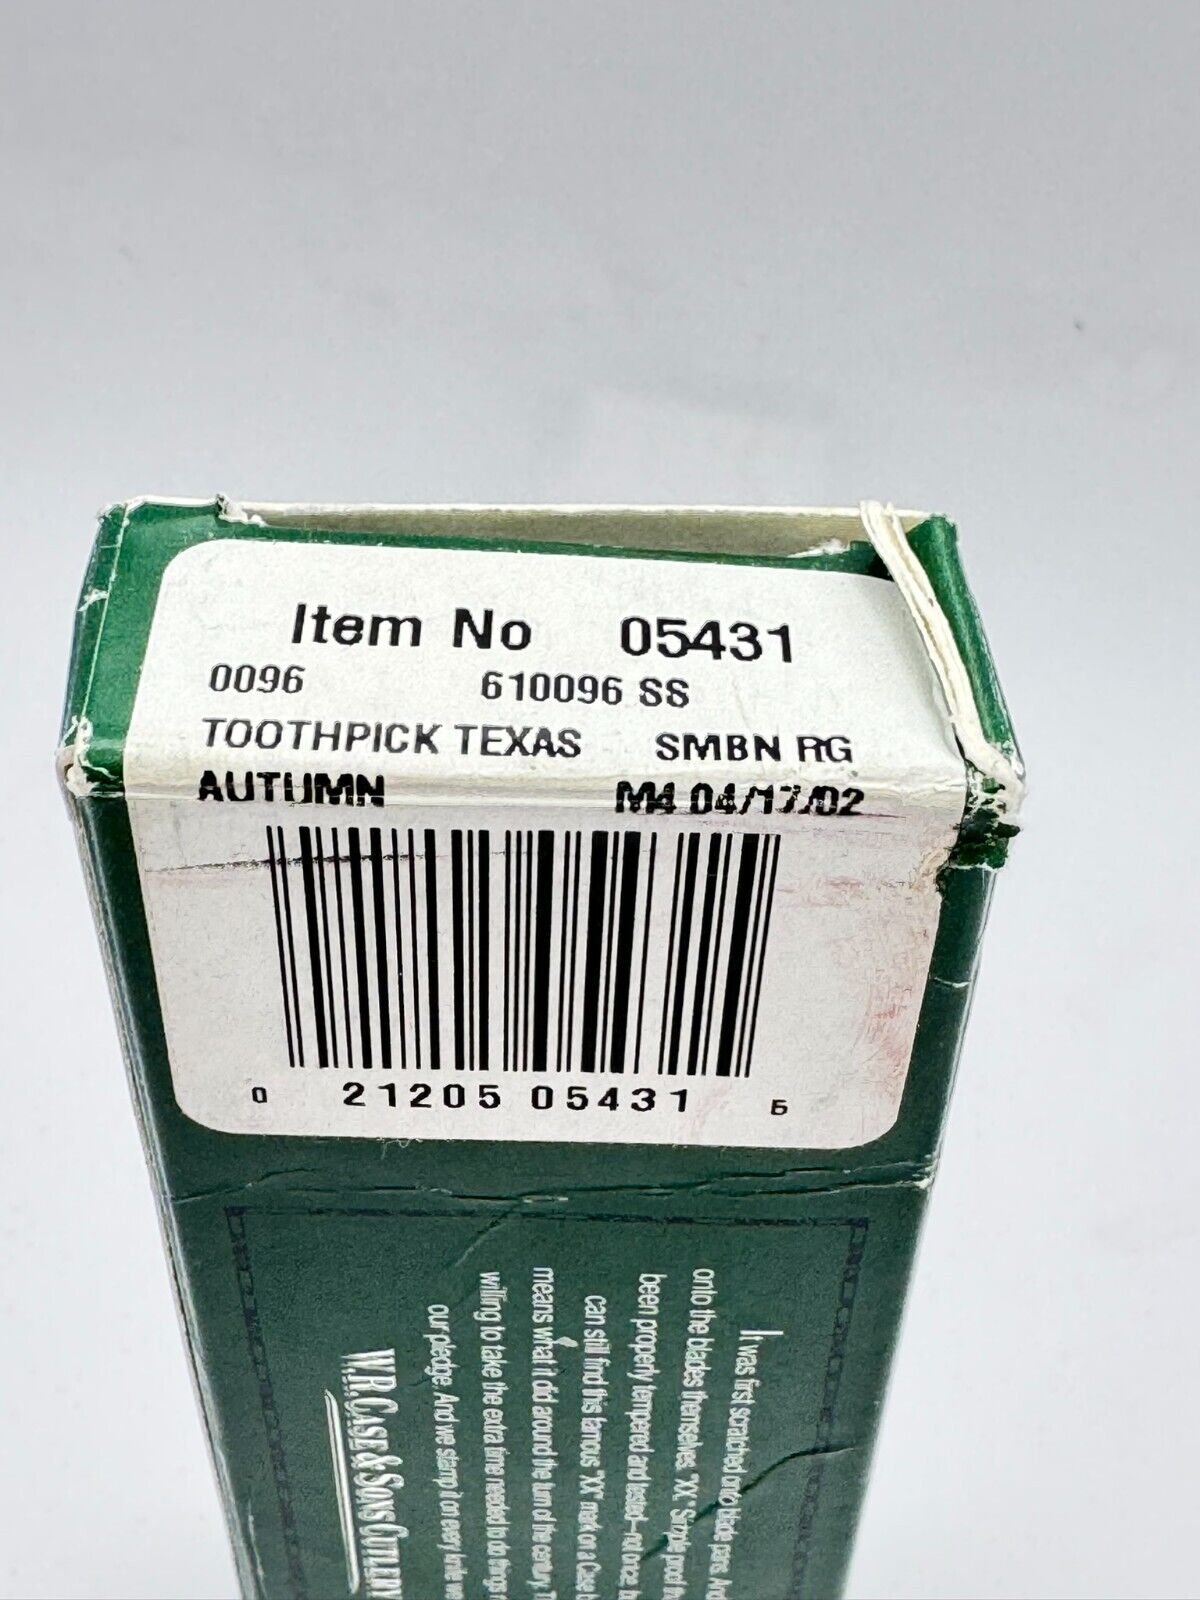 Item No 05431
0096 610096 SS
TOOTHPICK TEXAS SMBN RG
AUTUMN M4 04/17/02
0 21205 05431 5
It was first scratched onto blade pans. And
onto the blades themselves. "XX." Simple proof tha
been properly tempered and tested—not once, b
can still find this famous "XX" mark on a Case
means what it did around the turn of the century.
willing to take the extra time needed to do things
our pledge. And we stamp it on every knife we
W.R. CASE & SONS CUTLERY